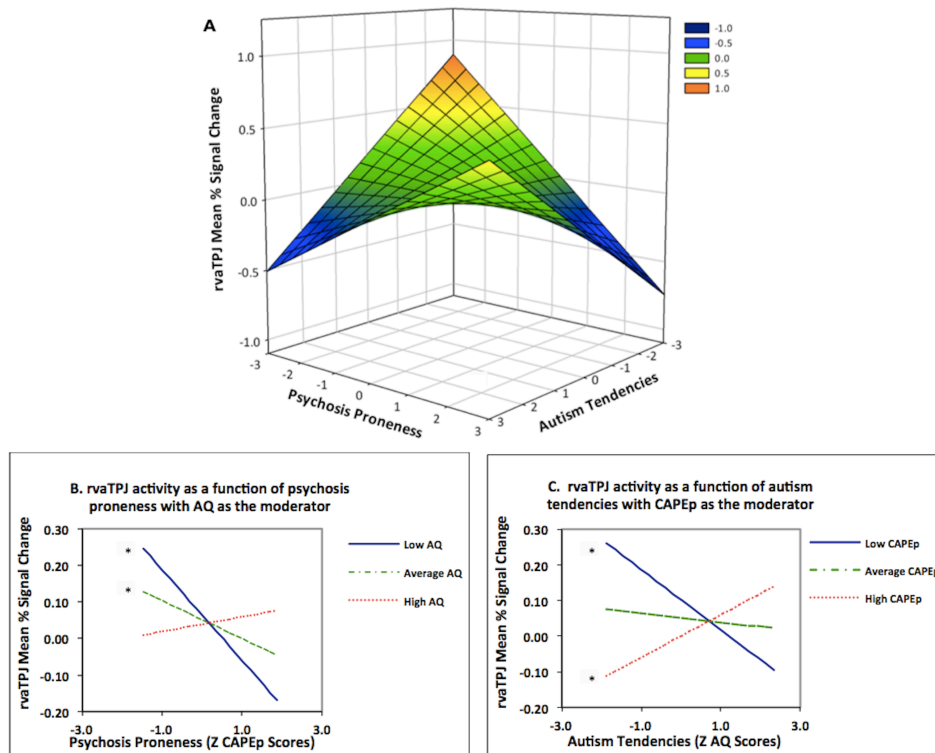 A
rvaTPJ Mean % Signal Change
1.0
0.5
0.0
-0.5
-1.0
-3
-2
-1
0
1
2
3
Psychosis Proneness
3
2
1
0
-1
-2
-3
Autism Tendencies
-1.0
-0.5
0.0
0.5
1.0
B. rvaTPJ activity as a function of psychosis
proneness with AQ as the moderator
rvaTPJ Mean % Signal Change
0.30
0.20
0.10
0.00
-0.10
-0.20
*
*
-3.0
-1.0
1.0
3.0
Psychosis Proneness (Z CAPEp Scores)
Low AQ
Average AQ
High AQ
C. rvaTPJ activity as a function of autism
tendencies with CAPEp as the moderator
rvaTPJ Mean % Signal Change
0.30
0.20
0.10
0.00
-0.10
-0.20
*
*
-3.0
-1.0
1.0
3.0
Autism Tendencies (Z AQ Scores)
Low CAPEp
Average CAPEp
High CAPEp